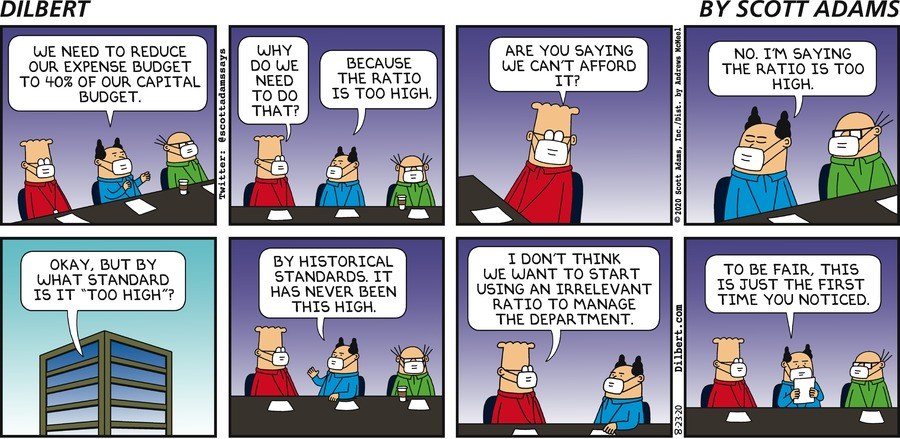 DILBERT
BY SCOTT ADAMS
WE NEED TO REDUCE
OUR EXPENSE BUDGET
TO 40% OF OUR CAPITAL
BUDGET.
Twitter: @scottadamssays
WHY
DO WE
NEED
TO DO
THAT?
BECAUSE
THE RATIO
IS TOO HIGH.
ARE YOU SAYING
WE CAN'T AFFORD
IT?
© 2020 Scott Adams, Inc./Dist. by Andrews McMeel
NO. I'M SAYING
THE RATIO IS TOO
HIGH.
OKAY, BUT BY
WHAT STANDARD
IS IT "TOO HIGH"?
BY HISTORICAL
STANDARDS. IT
HAS NEVER BEEN
THIS HIGH.
I DON'T THINK
WE WANT TO START
USING AN IRRELEVANT
RATIO TO MANAGE
THE DEPARTMENT.
8-23-20
Dilbert.com
TO BE FAIR, THIS
IS JUST THE FIRST
TIME YOU NOTICED.